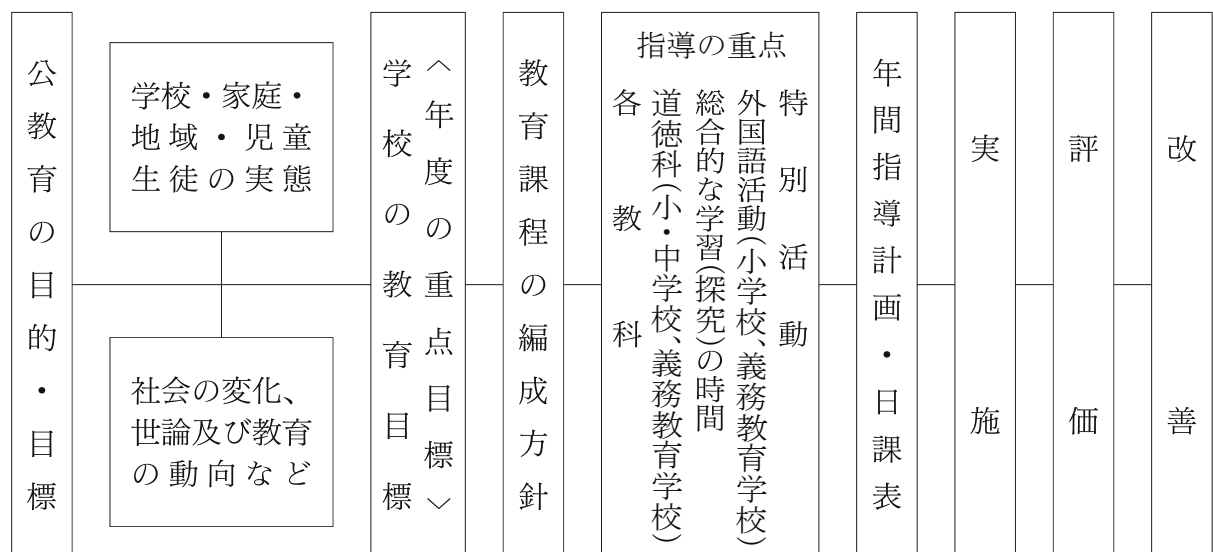 公教育の目的・目標
学校・家庭・
地域・児童
生徒の実態
社会の変化、
世論及び教育
の動向など
学校の教育目標
〈年度の重点目標〉
教育課程の編成方針
指導の重点
各教科
道徳科(小・中学校、義務教育学校)
総合的な学習(探究)の時間
外国語活動(小学校、義務教育学校)
特別活動
年間指導計画・日課表
実施
評価
改善